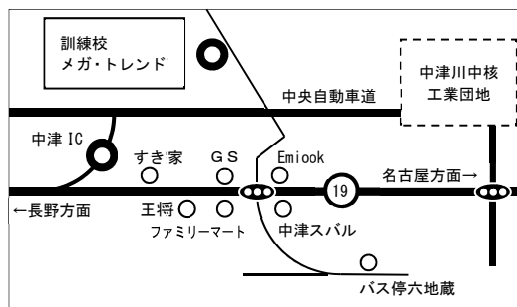 訓練校
メガ・トレンド
中津川中核
工業団地
中央自動車道
中津 IC
すき家
ＧＳ
Emiook
名古屋方面→
19
←長野方面
王将
ファミリーマート
中津スバル
バス停六地蔵